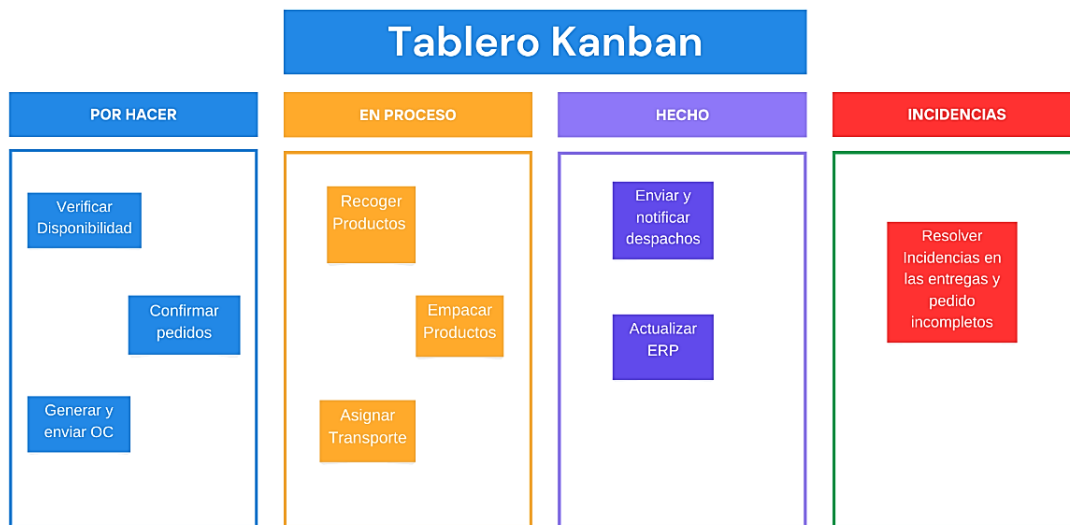 Tablero Kanban
POR HACER
EN PROCESO
HECHO
INCIDENCIAS
Verificar
Disponibilidad
Confirmar
pedidos
Generar y
enviar OC
Recoger
Productos
Empacar
Productos
Asignar
Transporte
Enviar y
notificar
despachos
Actualizar
ERP
Resolver
Incidencias en
las entregas y
pedido
incompletos